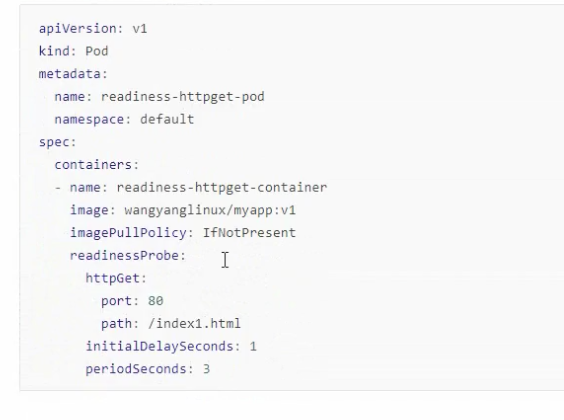 apiVersion: v1
kind: Pod
metadata:
  name: readiness-httpget-pod
  namespace: default
spec:
  containers:
  - name: readiness-httpget-container
    image: wangyanglinux/myapp:v1
    imagePullPolicy: IfNotPresent
    readinessProbe:
      httpGet:
        port: 80
        path: /index1.html
      initialDelaySeconds: 1
      periodSeconds: 3